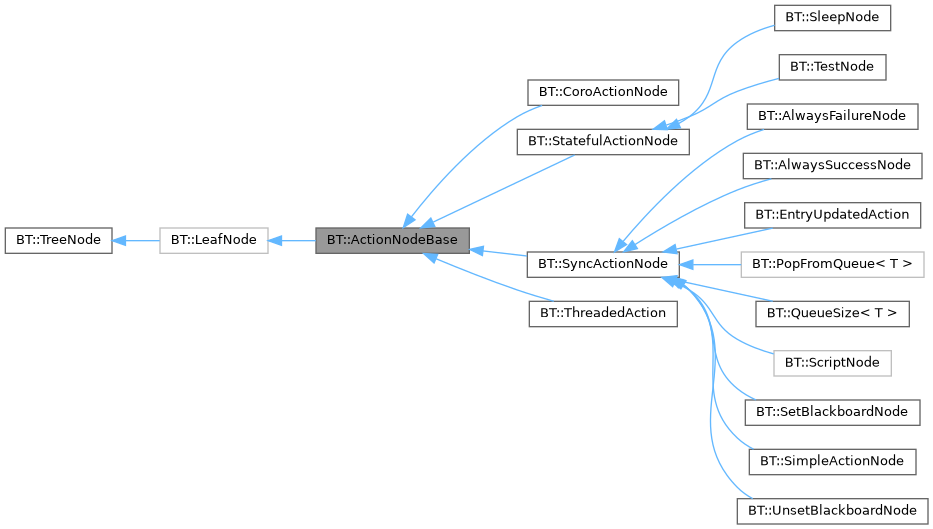 BT::SleepNode
BT::TestNode
BT::CoroActionNode
BT::AlwaysFailureNode
BT::StatefulActionNode
BT::AlwaysSuccessNode
BT::EntryUpdatedAction
BT::TreeNode
BT::LeafNode
BT::ActionNodeBase
BT::SyncActionNode
BT::PopFromQueue< T >
BT::ThreadedAction
BT::QueueSize< T >
BT::ScriptNode
BT::SetBlackboardNode
BT::SimpleActionNode
BT::UnsetBlackboardNode